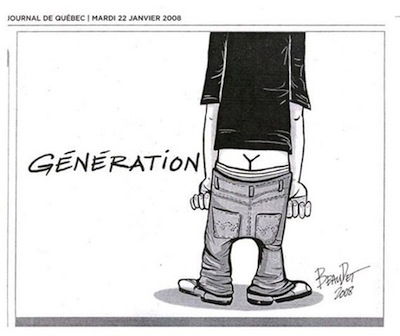 JOURNAL DE QUÉBEC | MARDI 22 JANVIER 2008
GÉNÉRATION Y
BEAUDET
2008